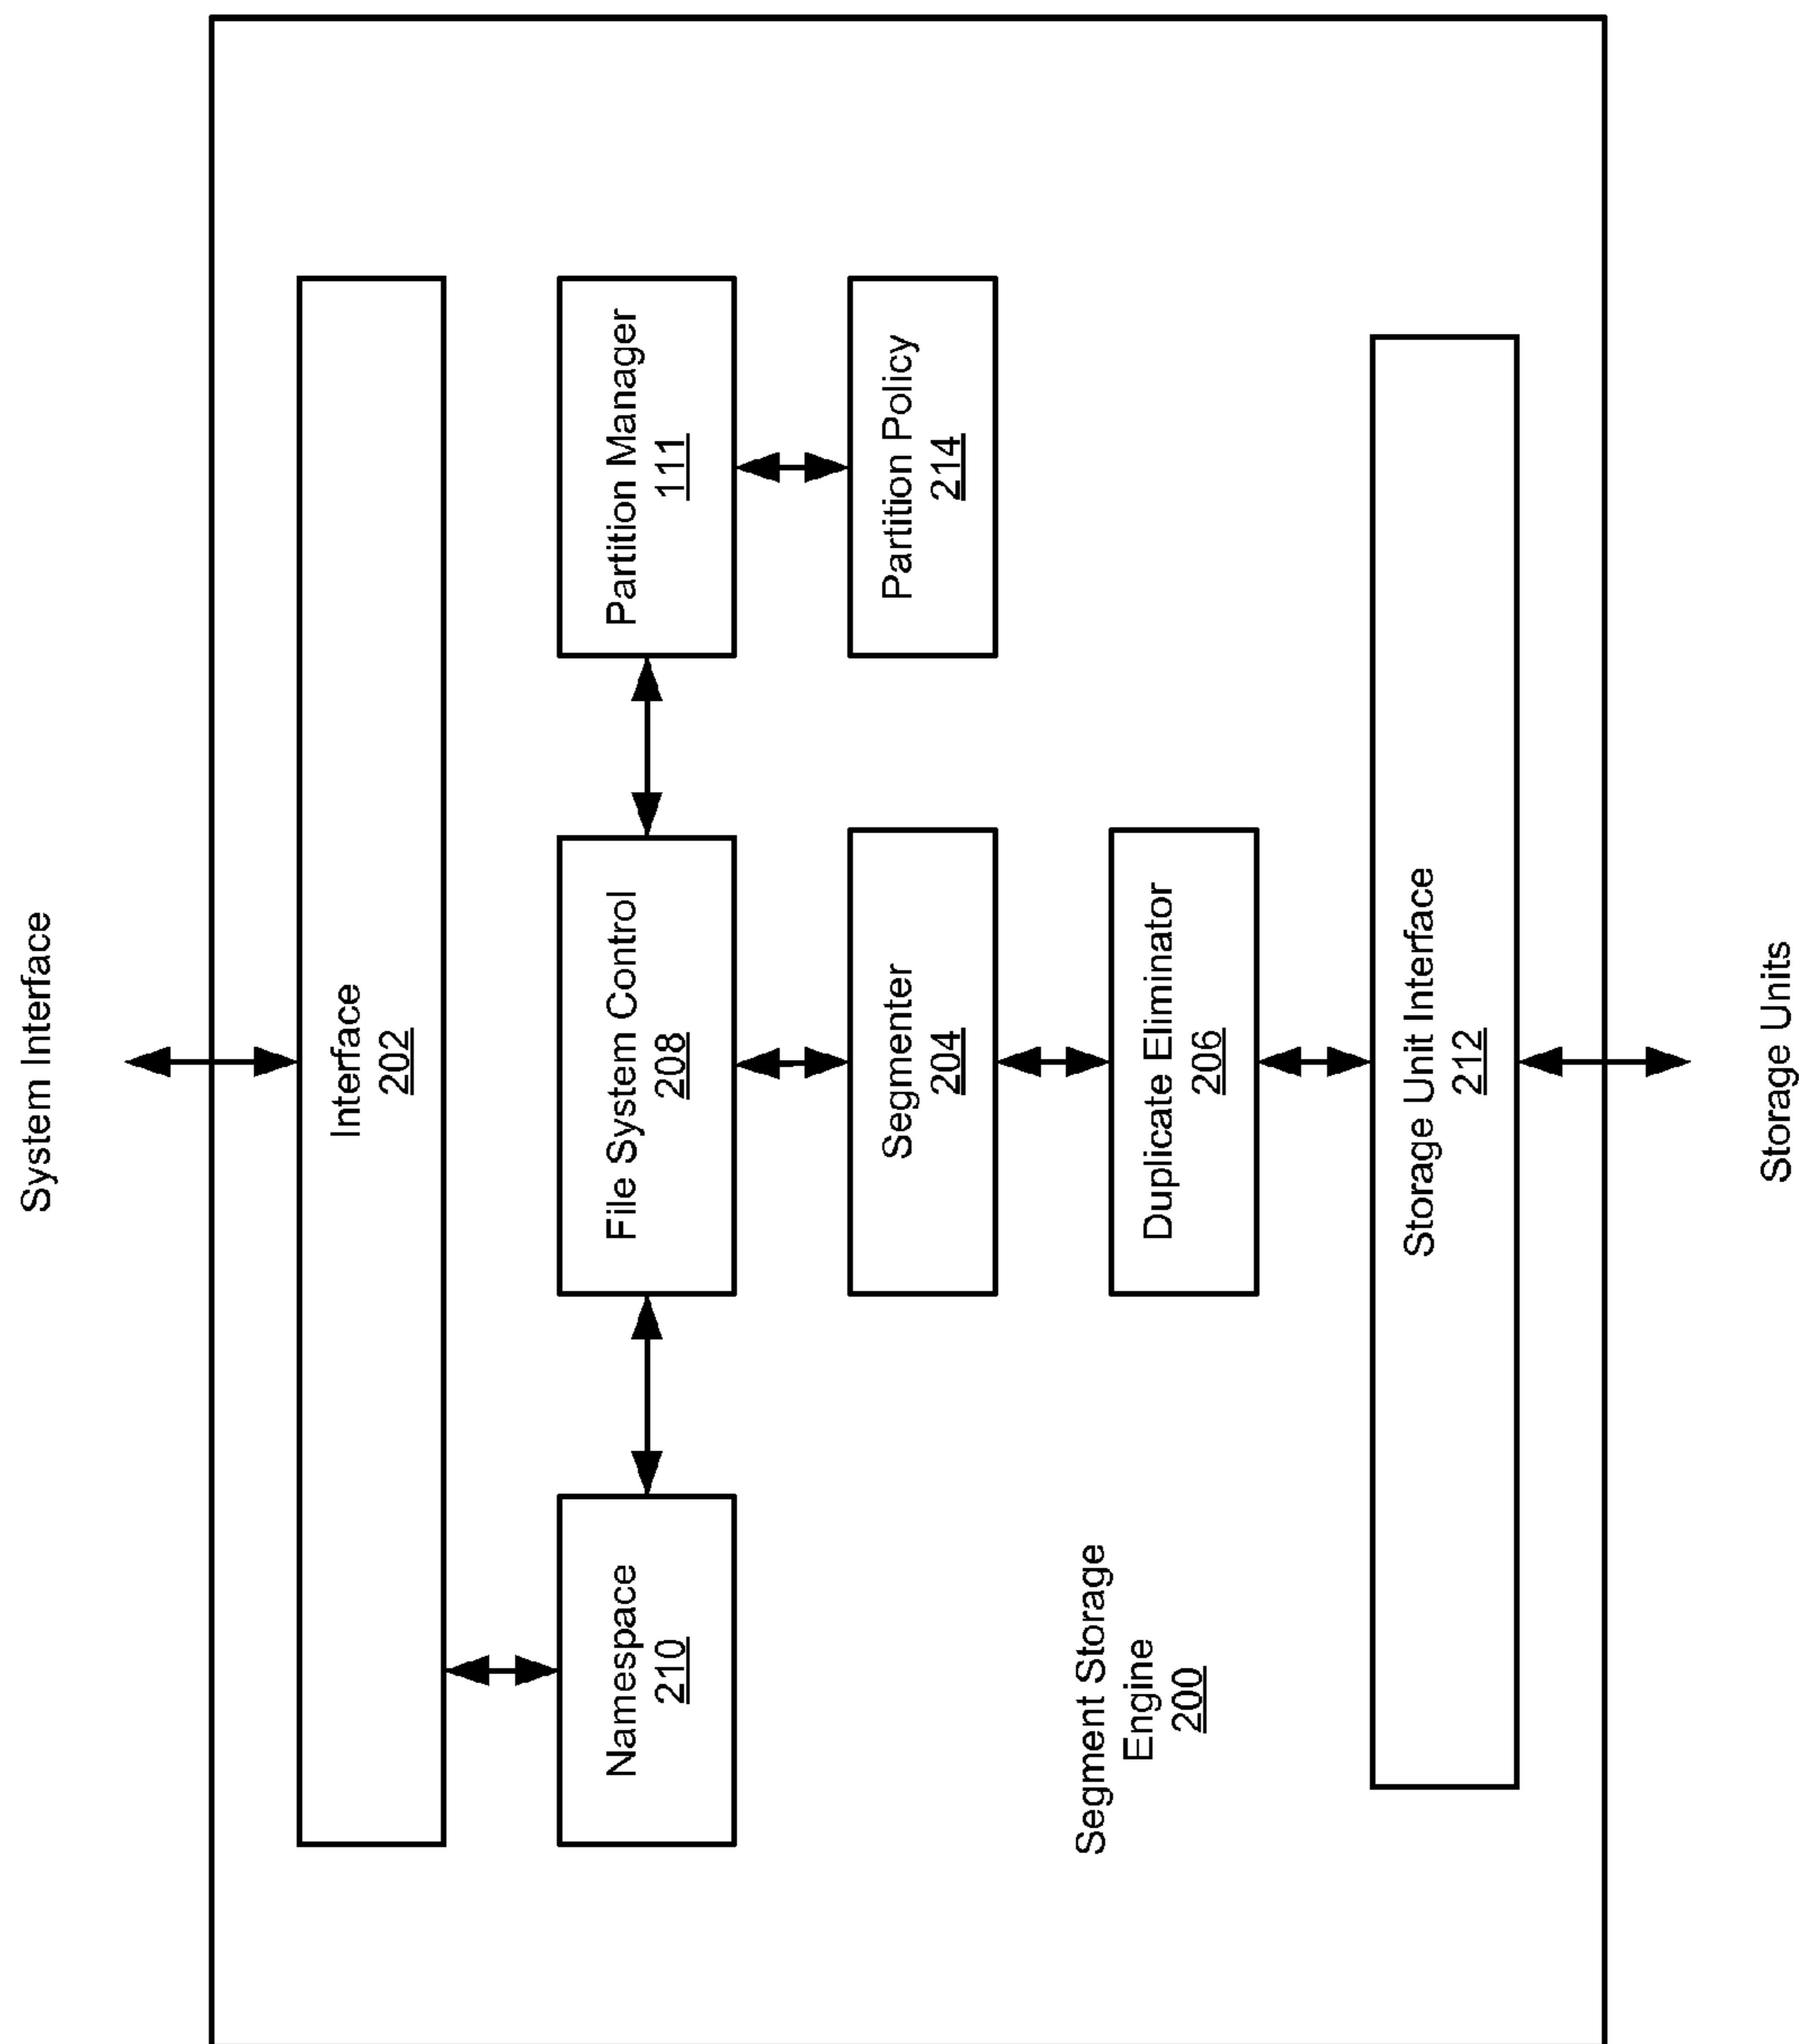 System Interface
Interface
202
Namespace
210
File System Control
208
Partition Manager
111
Segmenter
204
Partition Policy
214
Segment Storage
Engine
200
Duplicate Eliminator
206
Storage Unit Interface
212
Storage Units